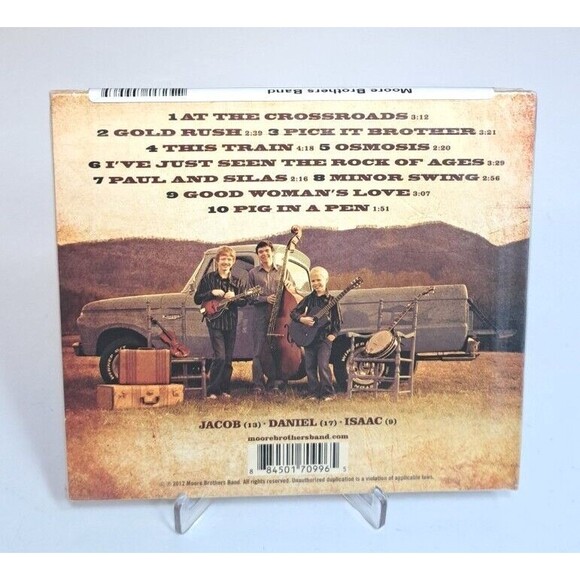 Moore Brothers Band
1 AT THE CROSSROADS 3:12
2 GOLD RUSH 2:39 3 PICK IT BROTHER 3:21
4 THIS TRAIN 4:18 5 OSMOSIS 2:20
6 I'VE JUST SEEN THE ROCK OF AGES 3:29
7 PAUL AND SILAS 2:16 8 MINOR SWING 2:56
9 GOOD WOMAN'S LOVE 3:07
10 PIG IN A PEN 1:51
JACOB (13) · DANIEL (17) · ISAAC (9)
moorebrothersband.com
8 84501 70996 5
© 2012 Moore Brothers Band. All rights reserved. Unauthorized duplication is a violation of applicable laws.